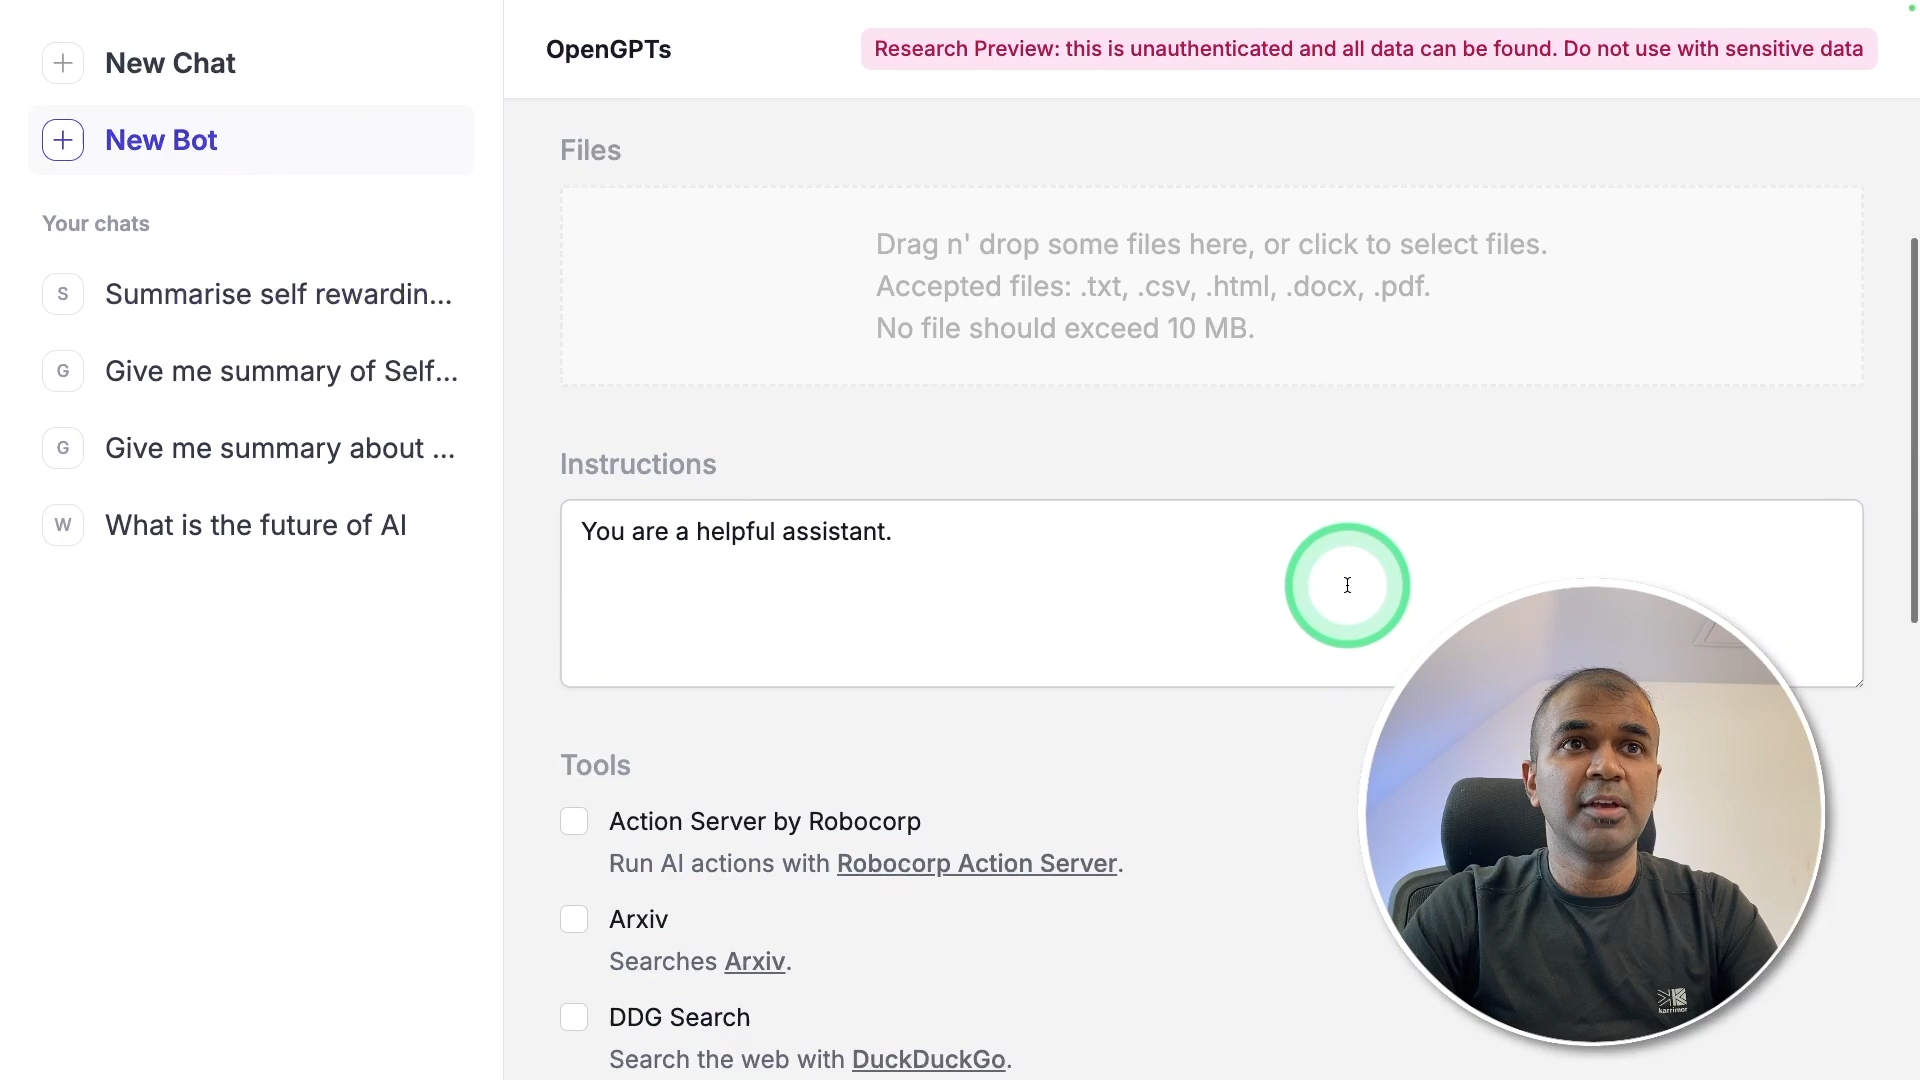 New Chat
New Bot
Your chats
S Summarise self rewardin...
G Give me summary of Self...
G Give me summary about ...
W What is the future of AI
OpenGPTs
Research Preview: this is unauthenticated and all data can be found. Do not use with sensitive data
Files
Drag n' drop some files here, or click to select files.
Accepted files: .txt, .csv, .html, .docx, .pdf.
No file should exceed 10 MB.
Instructions
You are a helpful assistant.
Tools
Action Server by Robocorp
Run AI actions with Robocorp Action Server.
Arxiv
Searches Arxiv.
DDG Search
Search the web with DuckDuckGo.
karrimor